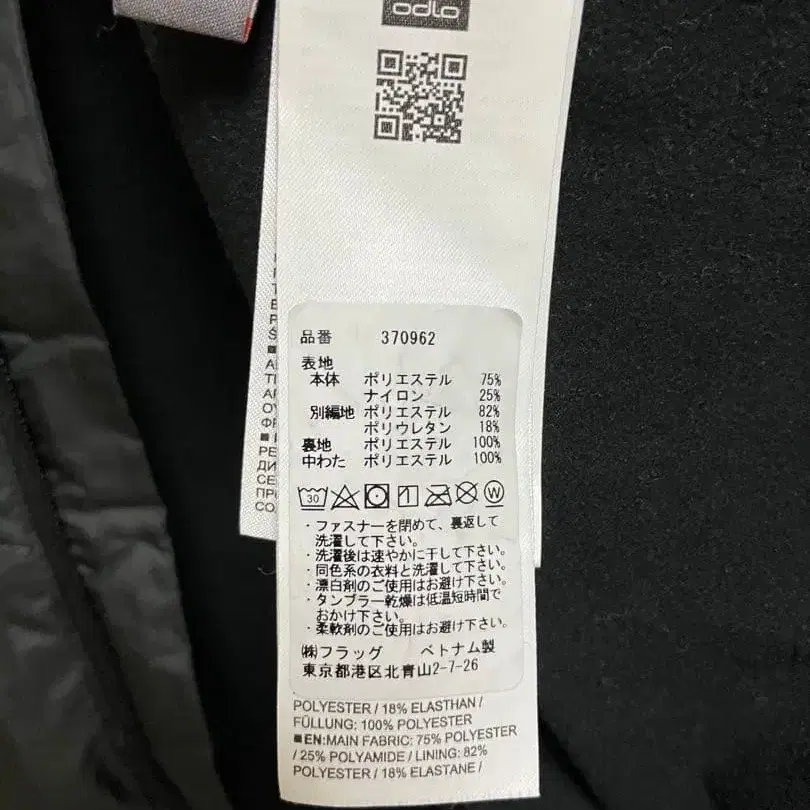 odlo
品番 370962
表地
本体 ポリエステル 75%
ナイロン 25%
別編地 ポリエステル 82%
ポリウレタン 18%
裏地 ポリエステル 100%
中わた ポリエステル 100%
30 W
・ファスナーを閉めて、裏返して
洗濯して下さい。
・洗濯後は速やかに干して下さい。
・同色系の衣料と洗濯して下さい。
・漂白剤のご使用はお避け下さい。
・タンブラー乾燥は低温短時間で
おかけ下さい。
・柔軟剤のご使用はお避け下さい。
㈱フラッグ ベトナム製
東京都港区北青山2-7-26
POLYESTER / 18% ELASTHAN /
FÜLLUNG: 100% POLYESTER
■EN:MAIN FABRIC: 75% POLYESTER
/ 25% POLYAMIDE / LINING: 82%
POLYESTER / 18% ELASTANE /